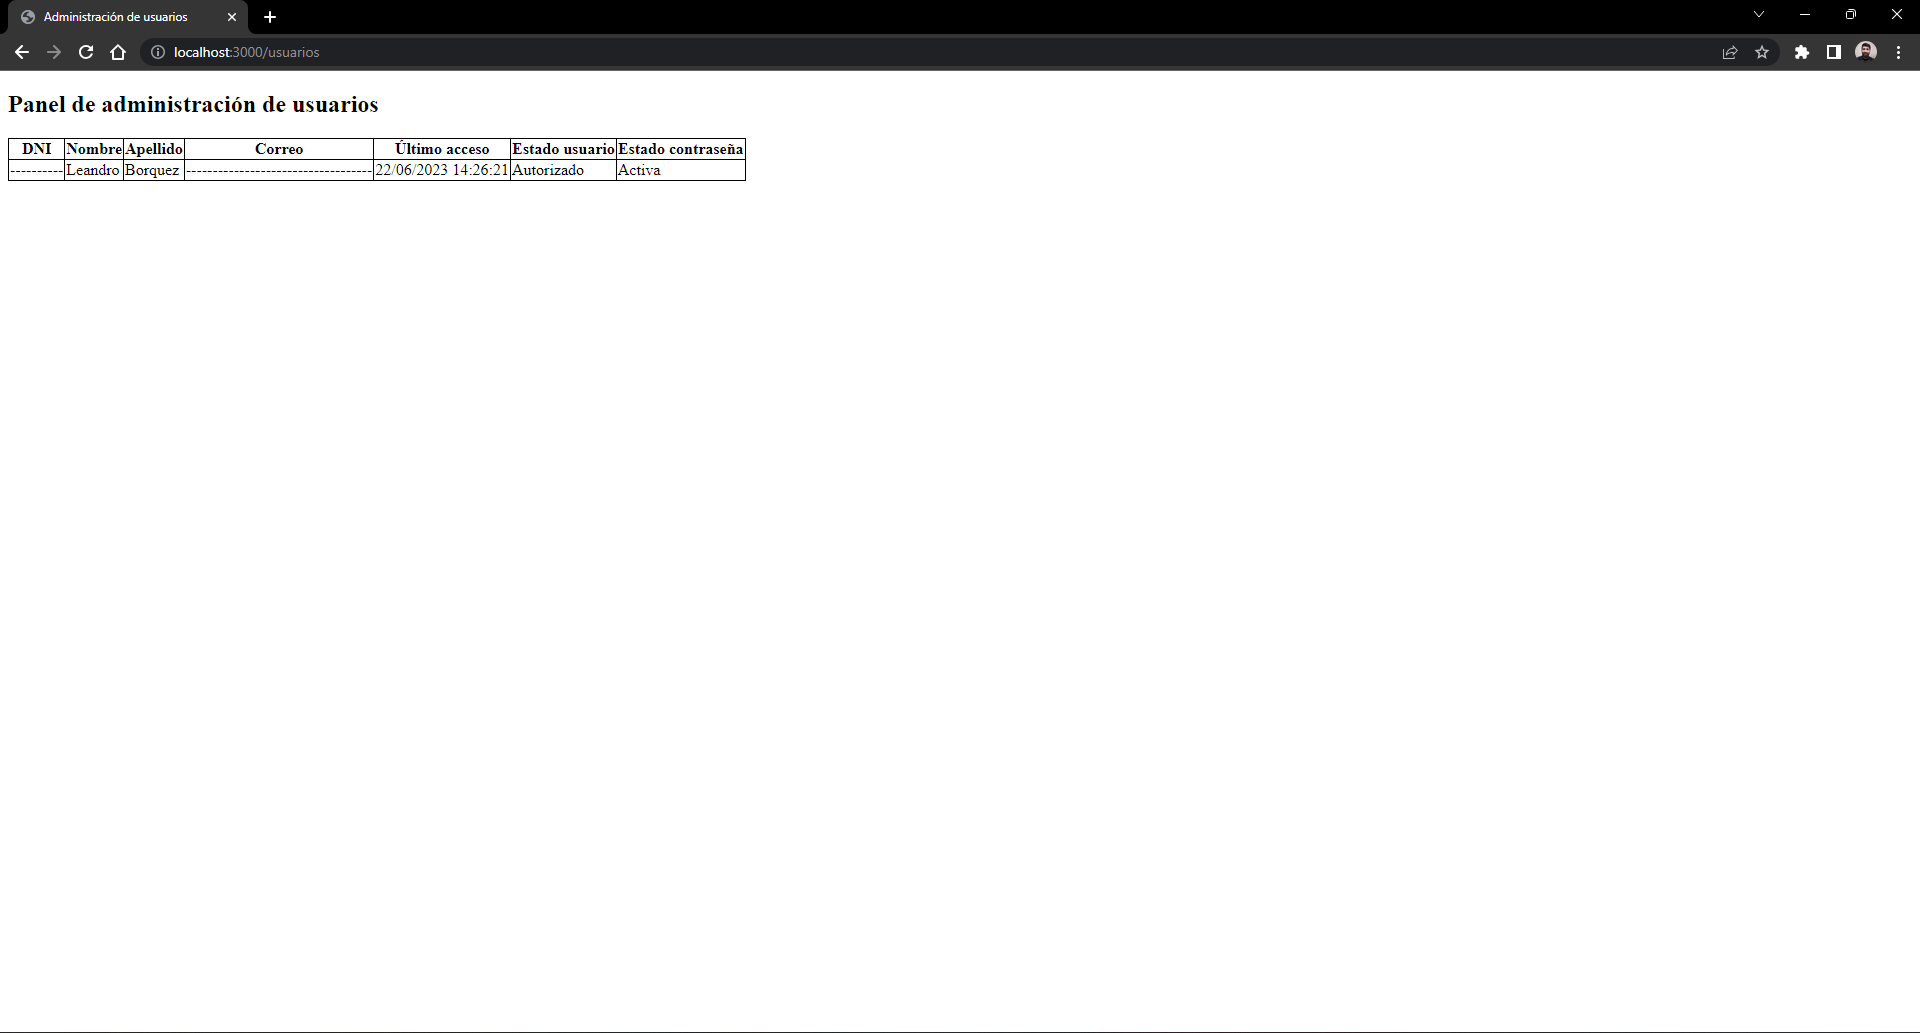 Administración de usuarios
localhost:3000/usuarios
Panel de administración de usuarios
DNI Nombre Apellido Correo Último acceso Estado usuario Estado contraseña
---------- Leandro Borquez ----------------------------------- 22/06/2023 14:26:21 Autorizado Activa